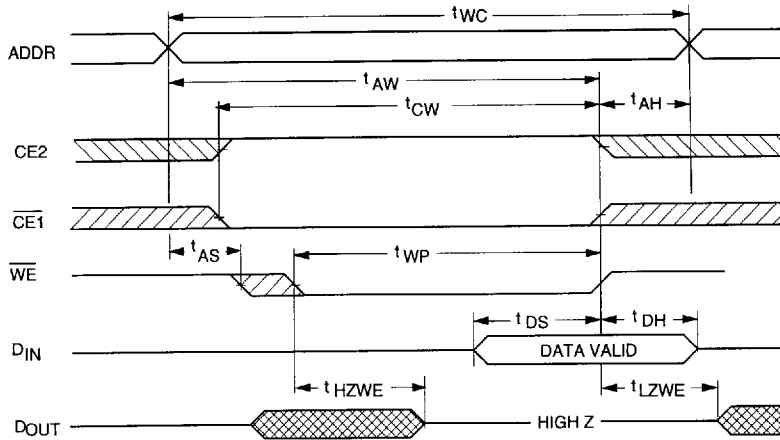 tWC
ADDR
tAW
tCW
tAH
CE2
CE1
tAS
tWP
WE
tDS
tDH
DIN
DATA VALID
tHZWE
tLZWE
DOUT
HIGH Z